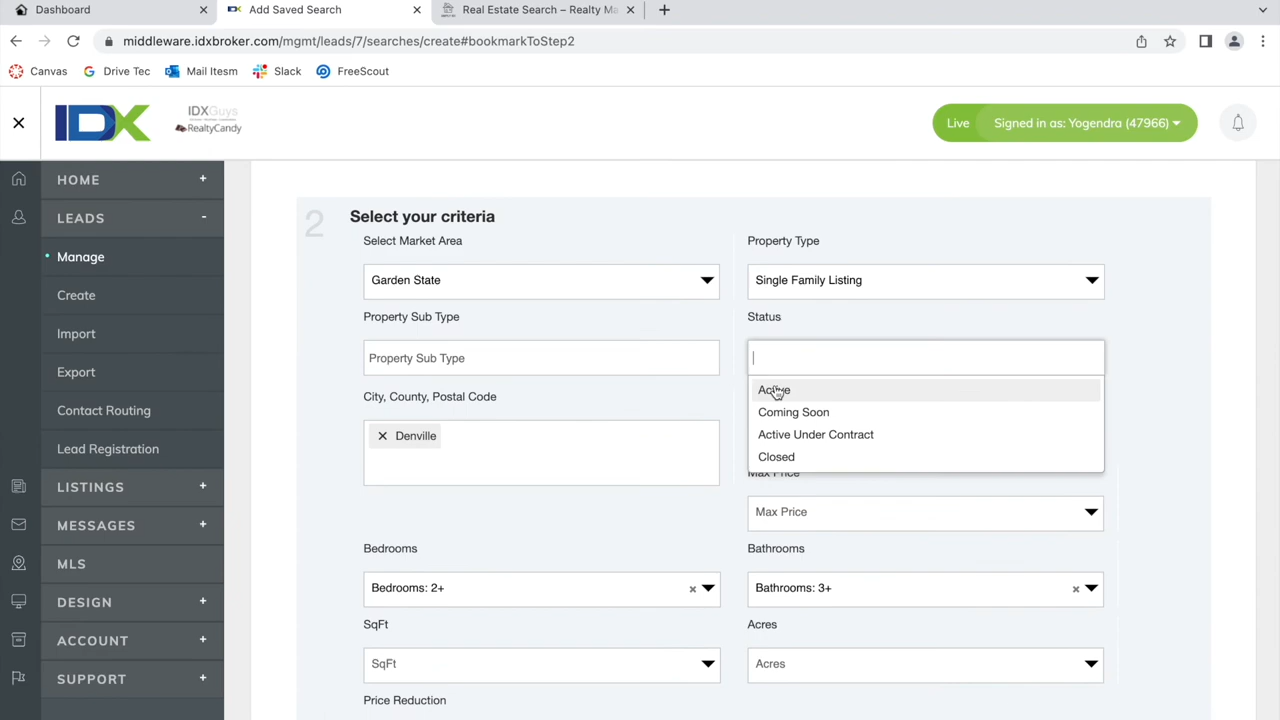 Dashboard
Add Saved Search
Real Estate Search – Realty Ma
middleware.idxbroker.com/mgmt/leads/7/searches/create#bookmarkToStep2
Canvas
Drive Tec
Mail Itesm
Slack
FreeScout
IDX
IDXGuys
RealtyCandy
Live
Signed in as: Yogendra (47966)
HOME +
LEADS -
Manage
Create
Import
Export
Contact Routing
Lead Registration
LISTINGS +
MESSAGES +
MLS
DESIGN +
ACCOUNT +
SUPPORT +
2
Select your criteria
Select Market Area
Property Type
Garden State
Single Family Listing
Property Sub Type
Status
Property Sub Type
Active
Coming Soon
Active Under Contract
Closed
City, County, Postal Code
Denville
Max Price
Max Price
Bedrooms
Bathrooms
Bedrooms: 2+
Bathrooms: 3+
SqFt
Acres
SqFt
Acres
Price Reduction